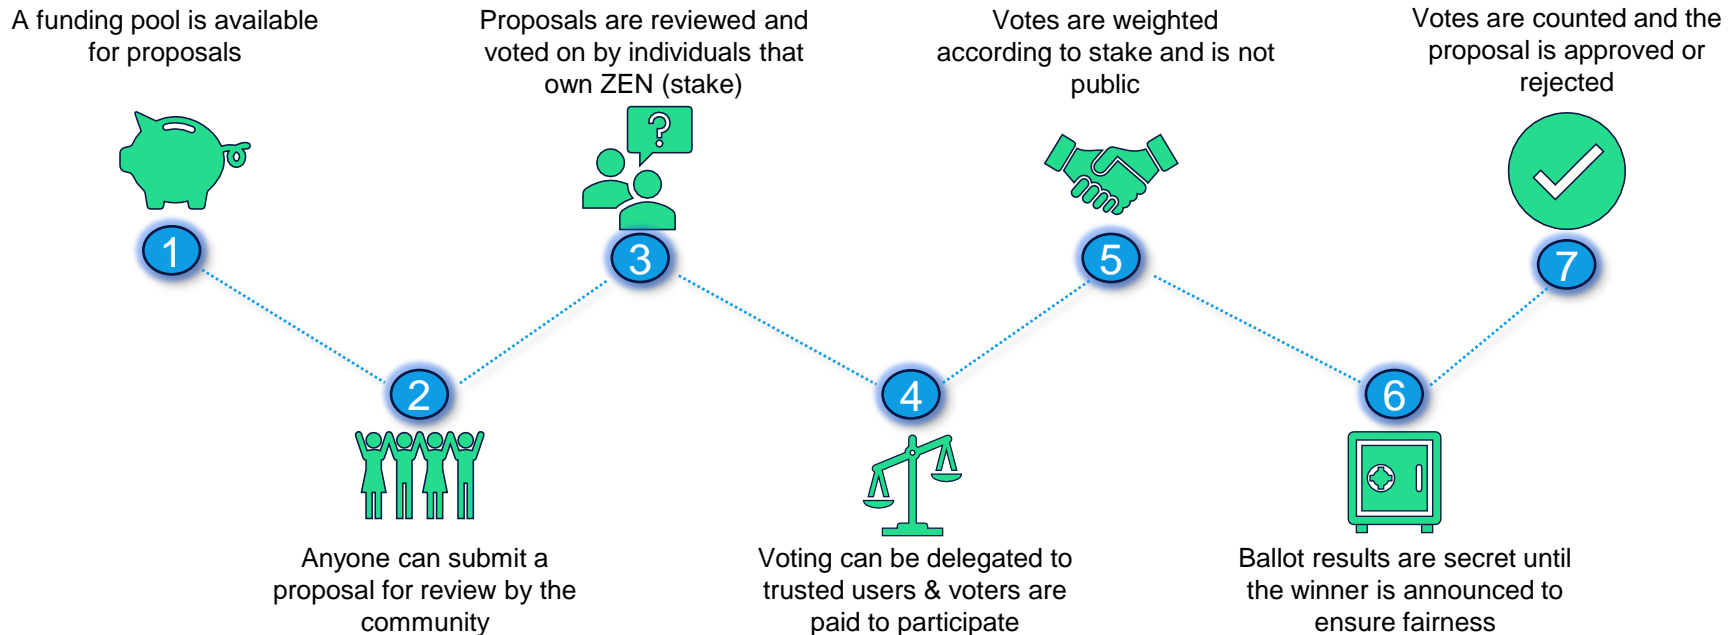 A funding pool is available
for proposals
1
Anyone can submit a
proposal for review by the
community
2
Proposals are reviewed and
voted on by individuals that
own ZEN (stake)
?
3
Voting can be delegated to
trusted users & voters are
paid to participate
4
Votes are weighted
according to stake and is not
public
5
Ballot results are secret until
the winner is announced to
ensure fairness
6
Votes are counted and the
proposal is approved or
rejected
7